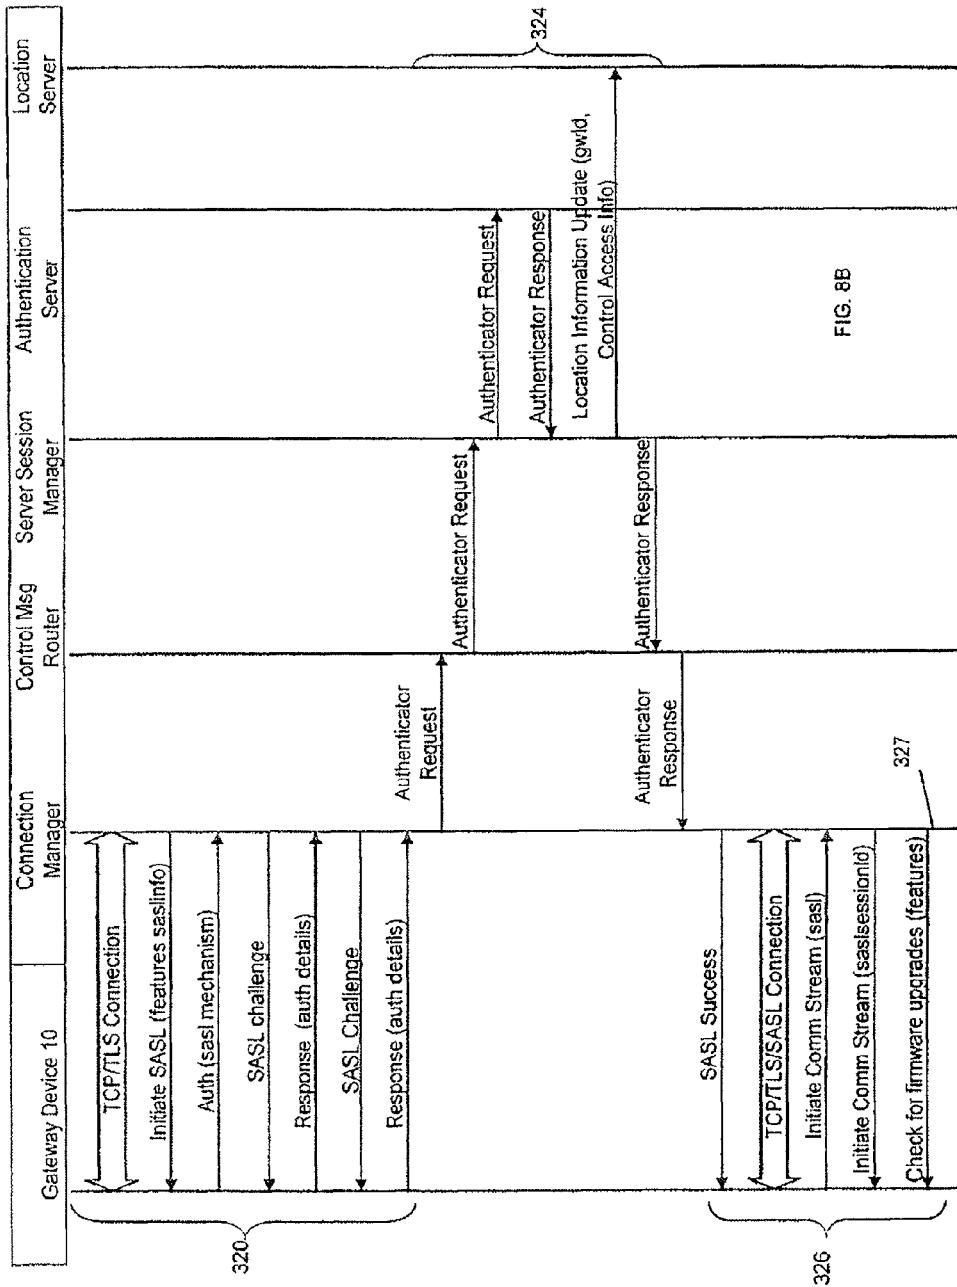 Gateway Device 10
Connection
Manager
Control Msg
Router
Server Session
Manager
Authentication
Server
Location
Server
320
TCP/TLS Connection
Initiate SASL (features saslinfo)
Auth (sasl mechanism)
SASL challenge
Response (auth details)
SASL Challenge
Response (auth details)
Authenticator
Request
Authenticator Request
Authenticator Request
Authenticator Response
Location Information Update (gwId,
Control Access Info)
324
Authenticator Response
Authenticator
Response
SASL Success
TCP/TLS/SASL Connection
Initiate Comm Stream (sasl)
Initiate Comm Stream (saslsessionId)
Check for firmware upgrades (features)
326
327
FIG. 8B